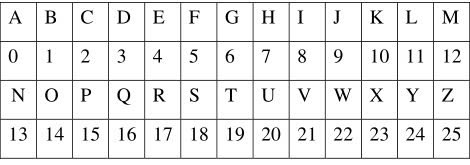 A B C D E F G H I J K L M
0 1 2 3 4 5 6 7 8 9 10 11 12
N O P Q R S T U V W X Y Z
13 14 15 16 17 18 19 20 21 22 23 24 25